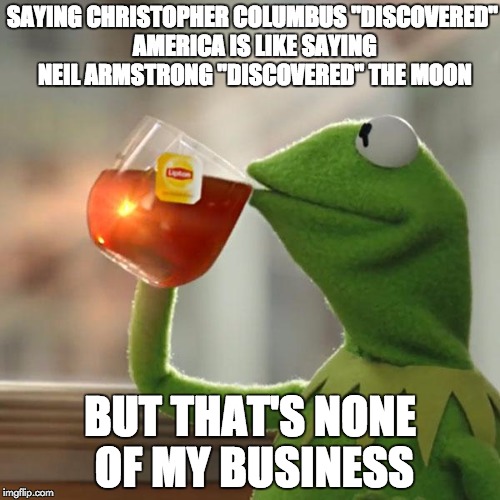 SAYING CHRISTOPHER COLUMBUS "DISCOVERED"
AMERICA IS LIKE SAYING
NEIL ARMSTRONG "DISCOVERED" THE MOON
Lipton
BUT THAT'S NONE
OF MY BUSINESS
imgflip.com